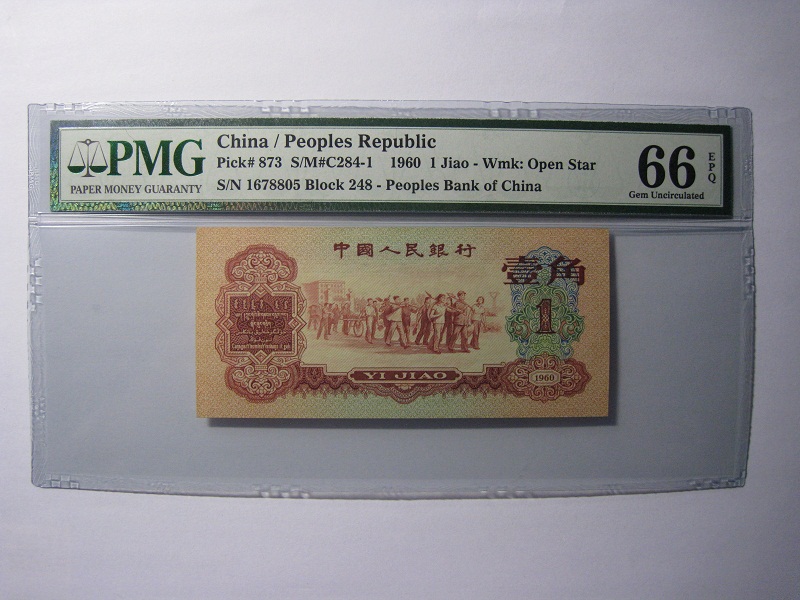 PMG
PAPER MONEY GUARANTY
China / Peoples Republic
Pick# 873 S/M#C284-1 1960 1 Jiao - Wmk: Open Star
S/N 1678805 Block 248 - Peoples Bank of China
66
EPQ
Gem Uncirculated
中國人民銀行
壹角
1
YI JIAO
1960